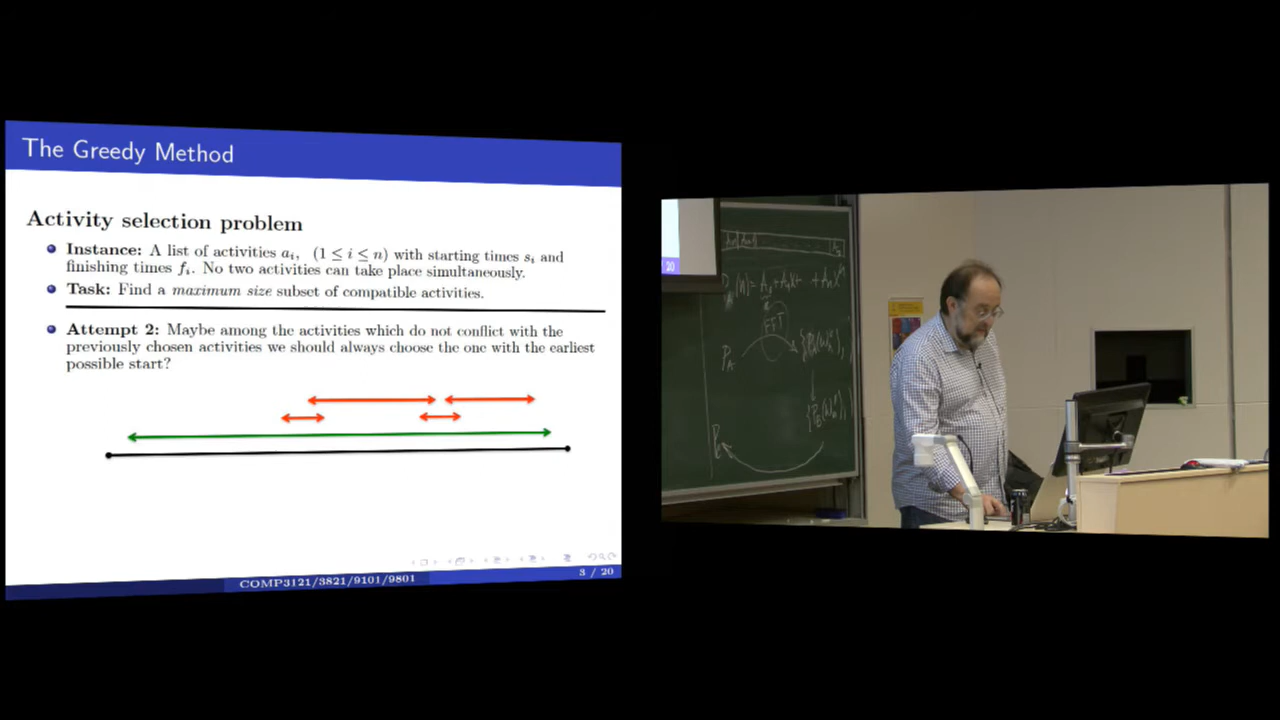 The Greedy Method
Activity selection problem
Instance: A list of activities aᵢ, (1 ≤ i ≤ n) with starting times sᵢ and
finishing times fᵢ. No two activities can take place simultaneously.
Task: Find a maximum size subset of compatible activities.
Attempt 2: Maybe among the activities which do not conflict with the
previously chosen activities we should always choose the one with the earliest
possible start?
COMP3121/3821/9101/9801
3 / 20
FFT